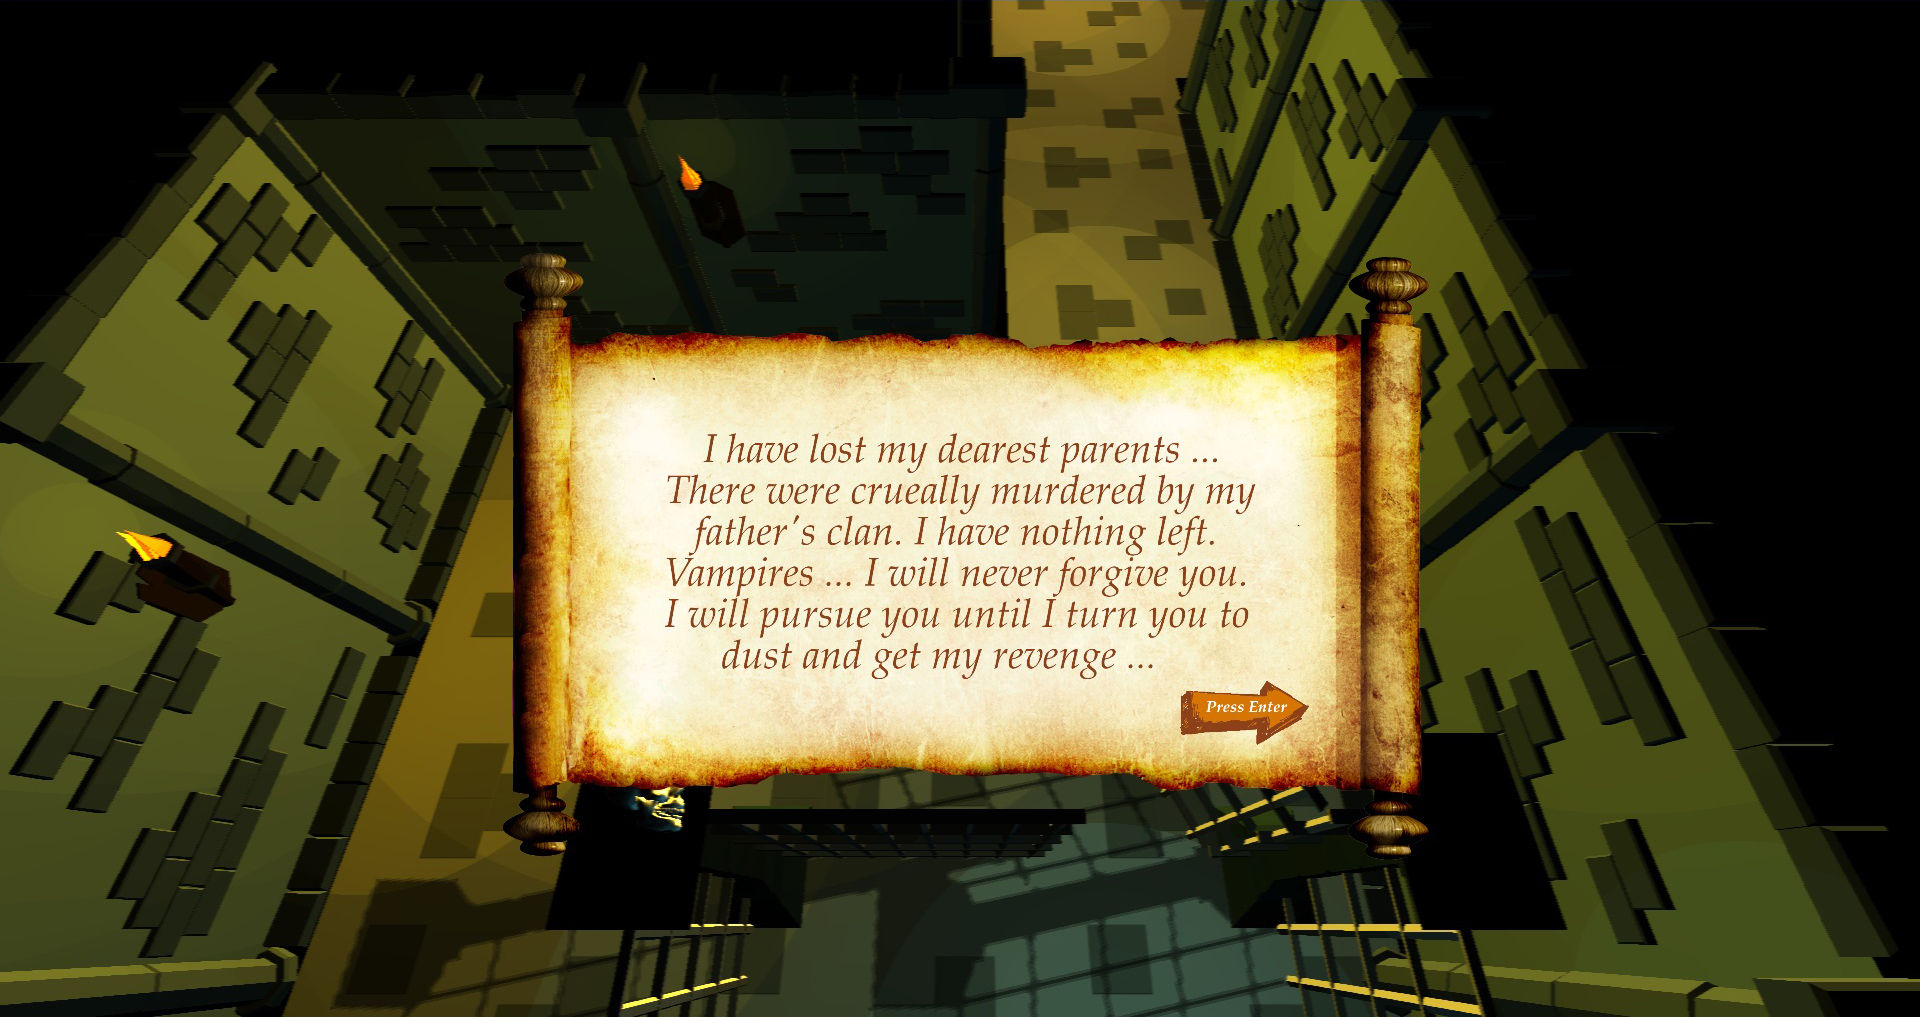 I have lost my dearest parents ...
There were crueally murdered by my
father's clan. I have nothing left.
Vampires ... I will never forgive you.
I will pursue you until I turn you to
dust and get my revenge ...
Press Enter